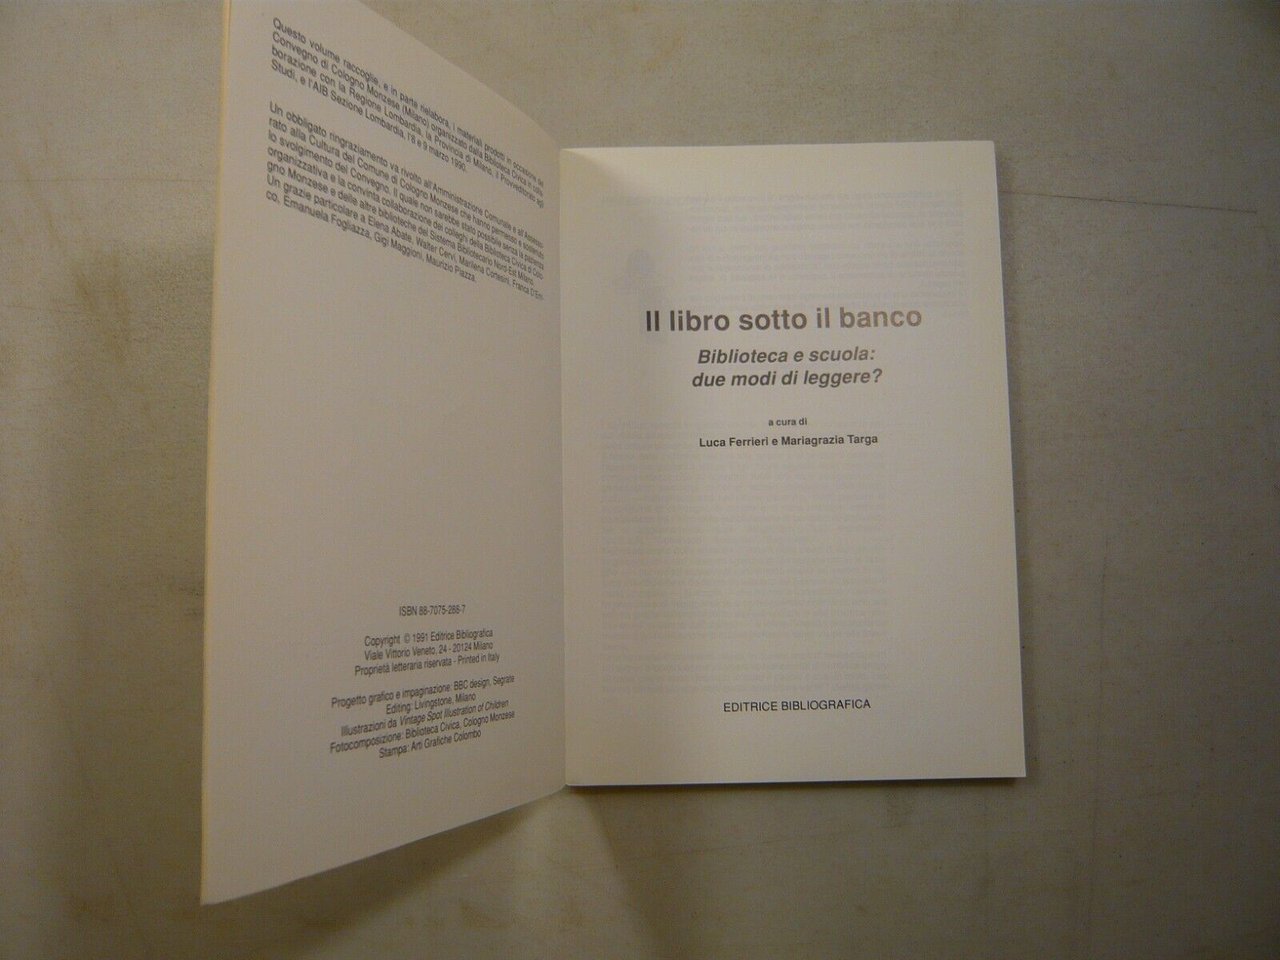 Questo volume raccoglie, e in parte rielabora, i materiali prodotti in occasione del
Convegno di Cologno Monzese (Milano) organizzato dalla Biblioteca Civica in colla-
borazione con la Regione Lombardia, la Provincia di Milano, il Provveditorato agli
Studi, e l'AIB Sezione Lombardia, l'8 e 9 marzo 1990.
Un obbligato ringraziamento va rivolto all'Amministrazione Comunale e all'Assesso-
rato alla Cultura del Comune di Cologno Monzese che hanno permesso e sostenuto
lo svolgimento del Convegno. Il quale non sarebbe stato possibile senza la pazienza
organizzativa e la convinta collaborazione dei colleghi della Biblioteca Civica di Colo-
gno Monzese e delle altre biblioteche del Sistema Bibliotecario Nord-Est Milano.
Un grazie particolare a Elena Abate, Walter Cervi, Marilena Cortesini, Franca D'Erri-
co, Emanuela Fogliazza, Gigi Maggioni, Maurizio Piazza.
ISBN 88-7075-288-7
Copyright © 1991 Editrice Bibliografica
Viale Vittorio Veneto, 24 - 20124 Milano
Proprietà letteraria riservata - Printed in Italy
Progetto grafico e impaginazione: BBC design, Segrate
Editing: Livingstone, Milano
Illustrazioni da Vintage Spot Illustration of Children
Fotocomposizione: Biblioteca Civica, Cologno Monzese
Stampa: Arti Grafiche Colombo
Il libro sotto il banco
Biblioteca e scuola:
due modi di leggere?
a cura di
Luca Ferrieri e Mariagrazia Targa
EDITRICE BIBLIOGRAFICA